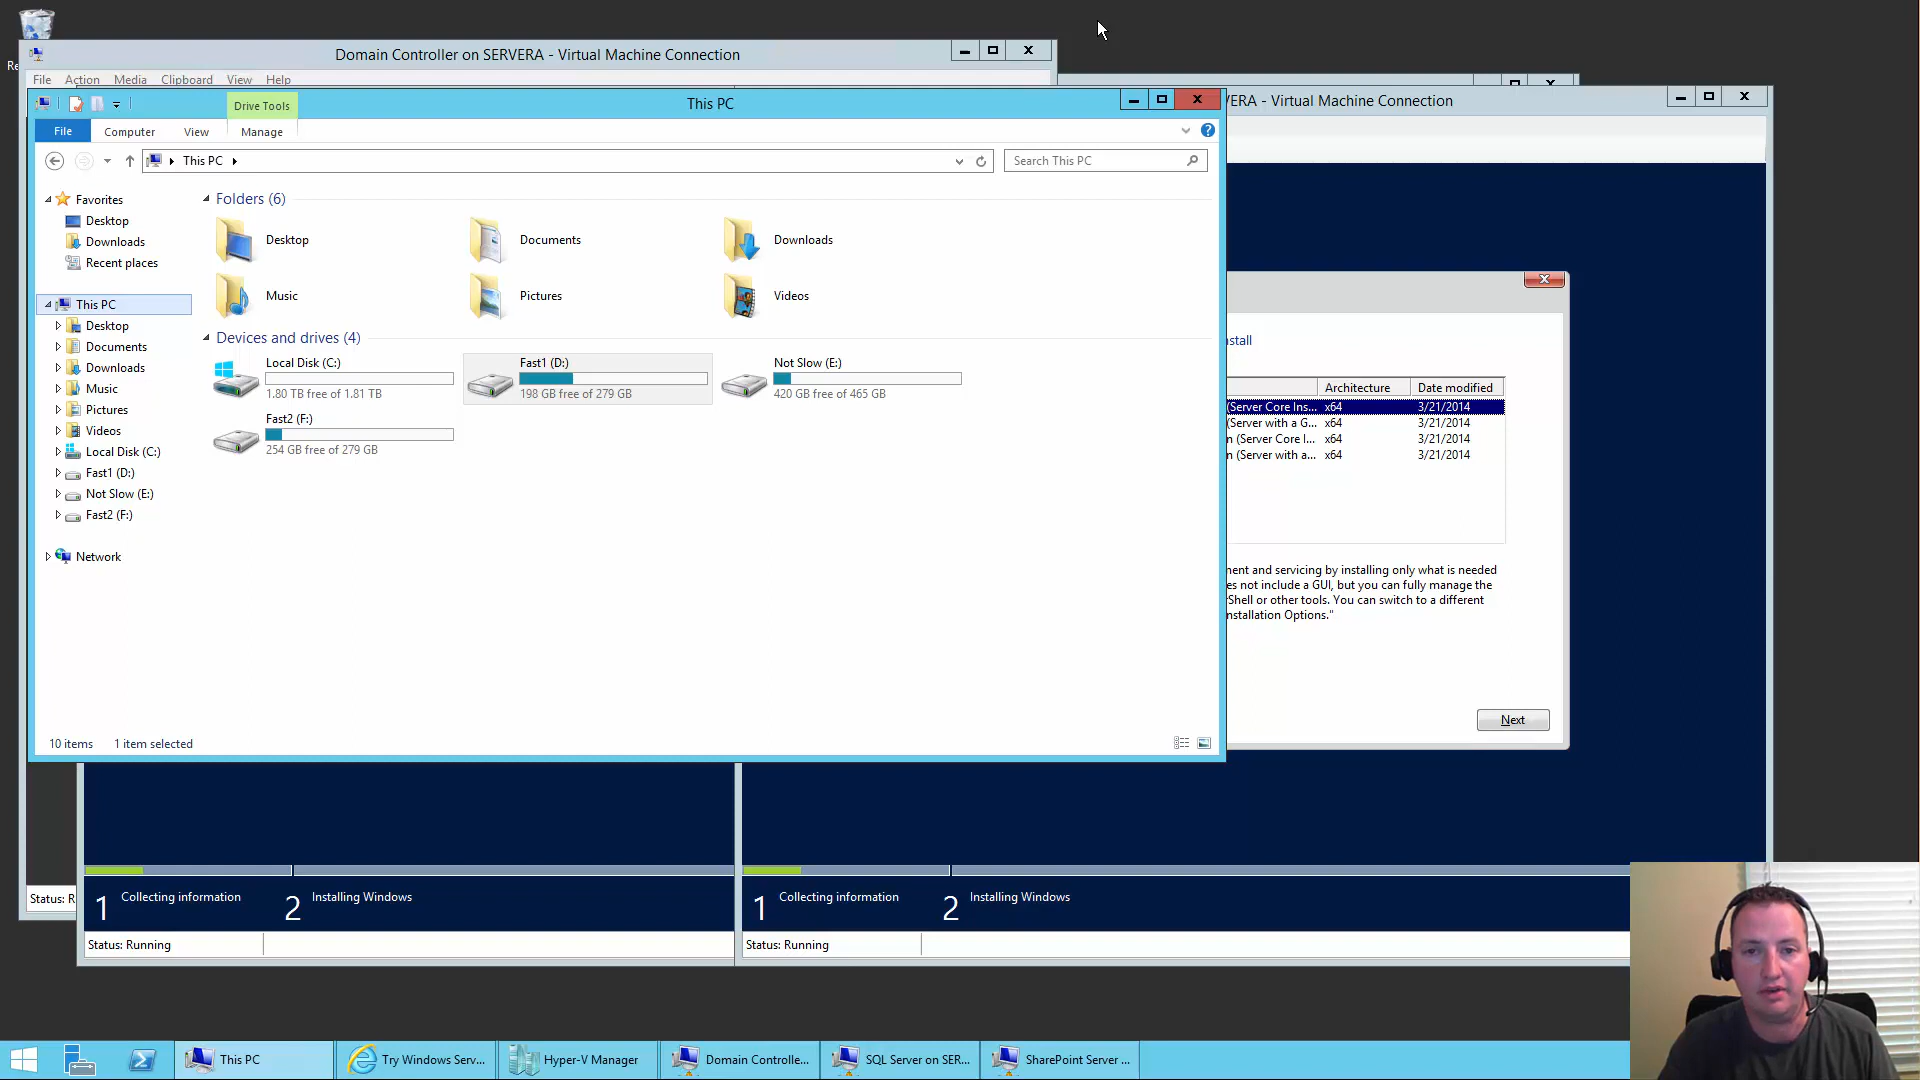 Domain Controller on SERVERA - Virtual Machine Connection
File Action Media Clipboard View Help
Drive Tools
This PC
VERA - Virtual Machine Connection
File Computer View Manage
This PC
Search This PC
Favorites
Desktop
Downloads
Recent places
This PC
Desktop
Documents
Downloads
Music
Pictures
Videos
Local Disk (C:)
Fast1 (D:)
Not Slow (E:)
Fast2 (F:)
Network
Folders (6)
Desktop
Documents
Downloads
Music
Pictures
Videos
Devices and drives (4)
Local Disk (C:)
1.80 TB free of 1.81 TB
Fast1 (D:)
198 GB free of 279 GB
Not Slow (E:)
420 GB free of 465 GB
Fast2 (F:)
254 GB free of 279 GB
10 items 1 item selected
stall
Architecture Date modified
(Server Core Ins... x64 3/21/2014
(Server with a G... x64 3/21/2014
n (Server Core I... x64 3/21/2014
n (Server with a... x64 3/21/2014
nent and servicing by installing only what is needed
es not include a GUI, but you can fully manage the
Shell or other tools. You can switch to a different
nstallation Options."
Next
Status: R
1 Collecting information 2 Installing Windows
Status: Running
1 Collecting information 2 Installing Windows
Status: Running
This PC
Try Windows Serv...
Hyper-V Manager
Domain Controlle...
SQL Server on SER...
SharePoint Server ...